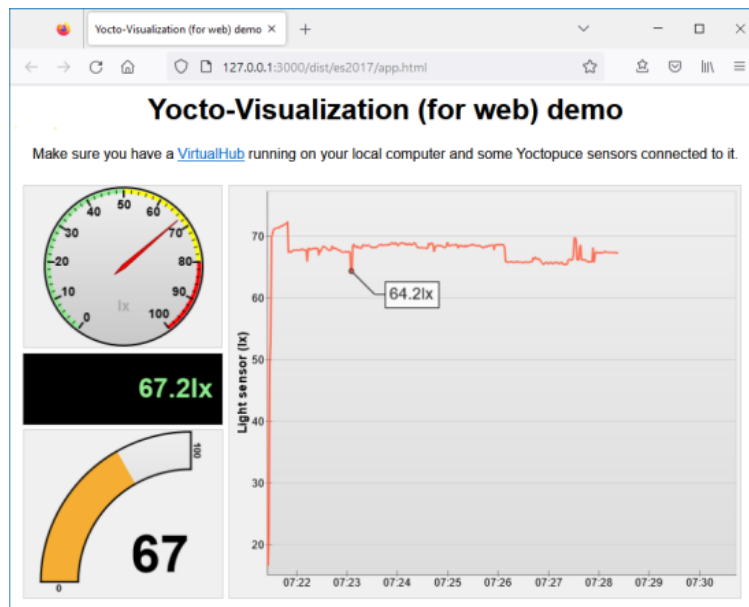 Yocto-Visualization (for web) demo
127.0.0.1:3000/dist/es2017/app.html
Yocto-Visualization (for web) demo
Make sure you have a VirtualHub running on your local computer and some Yoctopuce sensors connected to it.
0
10
20
30
40
50
60
70
80
90
100
lx
67.2lx
0
100
67
Light sensor (lx)
70
60
50
40
30
20
64.2lx
07:22 07:23 07:24 07:25 07:26 07:27 07:28 07:29 07:30